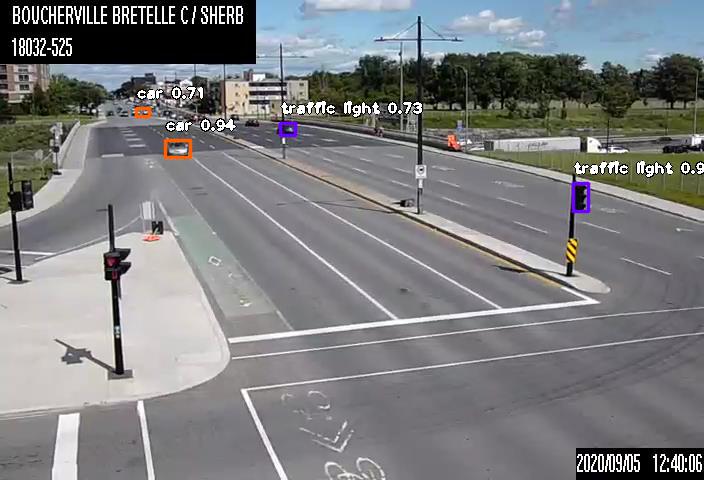 BOUCHERVILLE BRETELLE C / SHERB
18032-525
car 0.71
traffic light 0.73
car 0.94
traffic light 0.9
2020/09/05 12:40:06